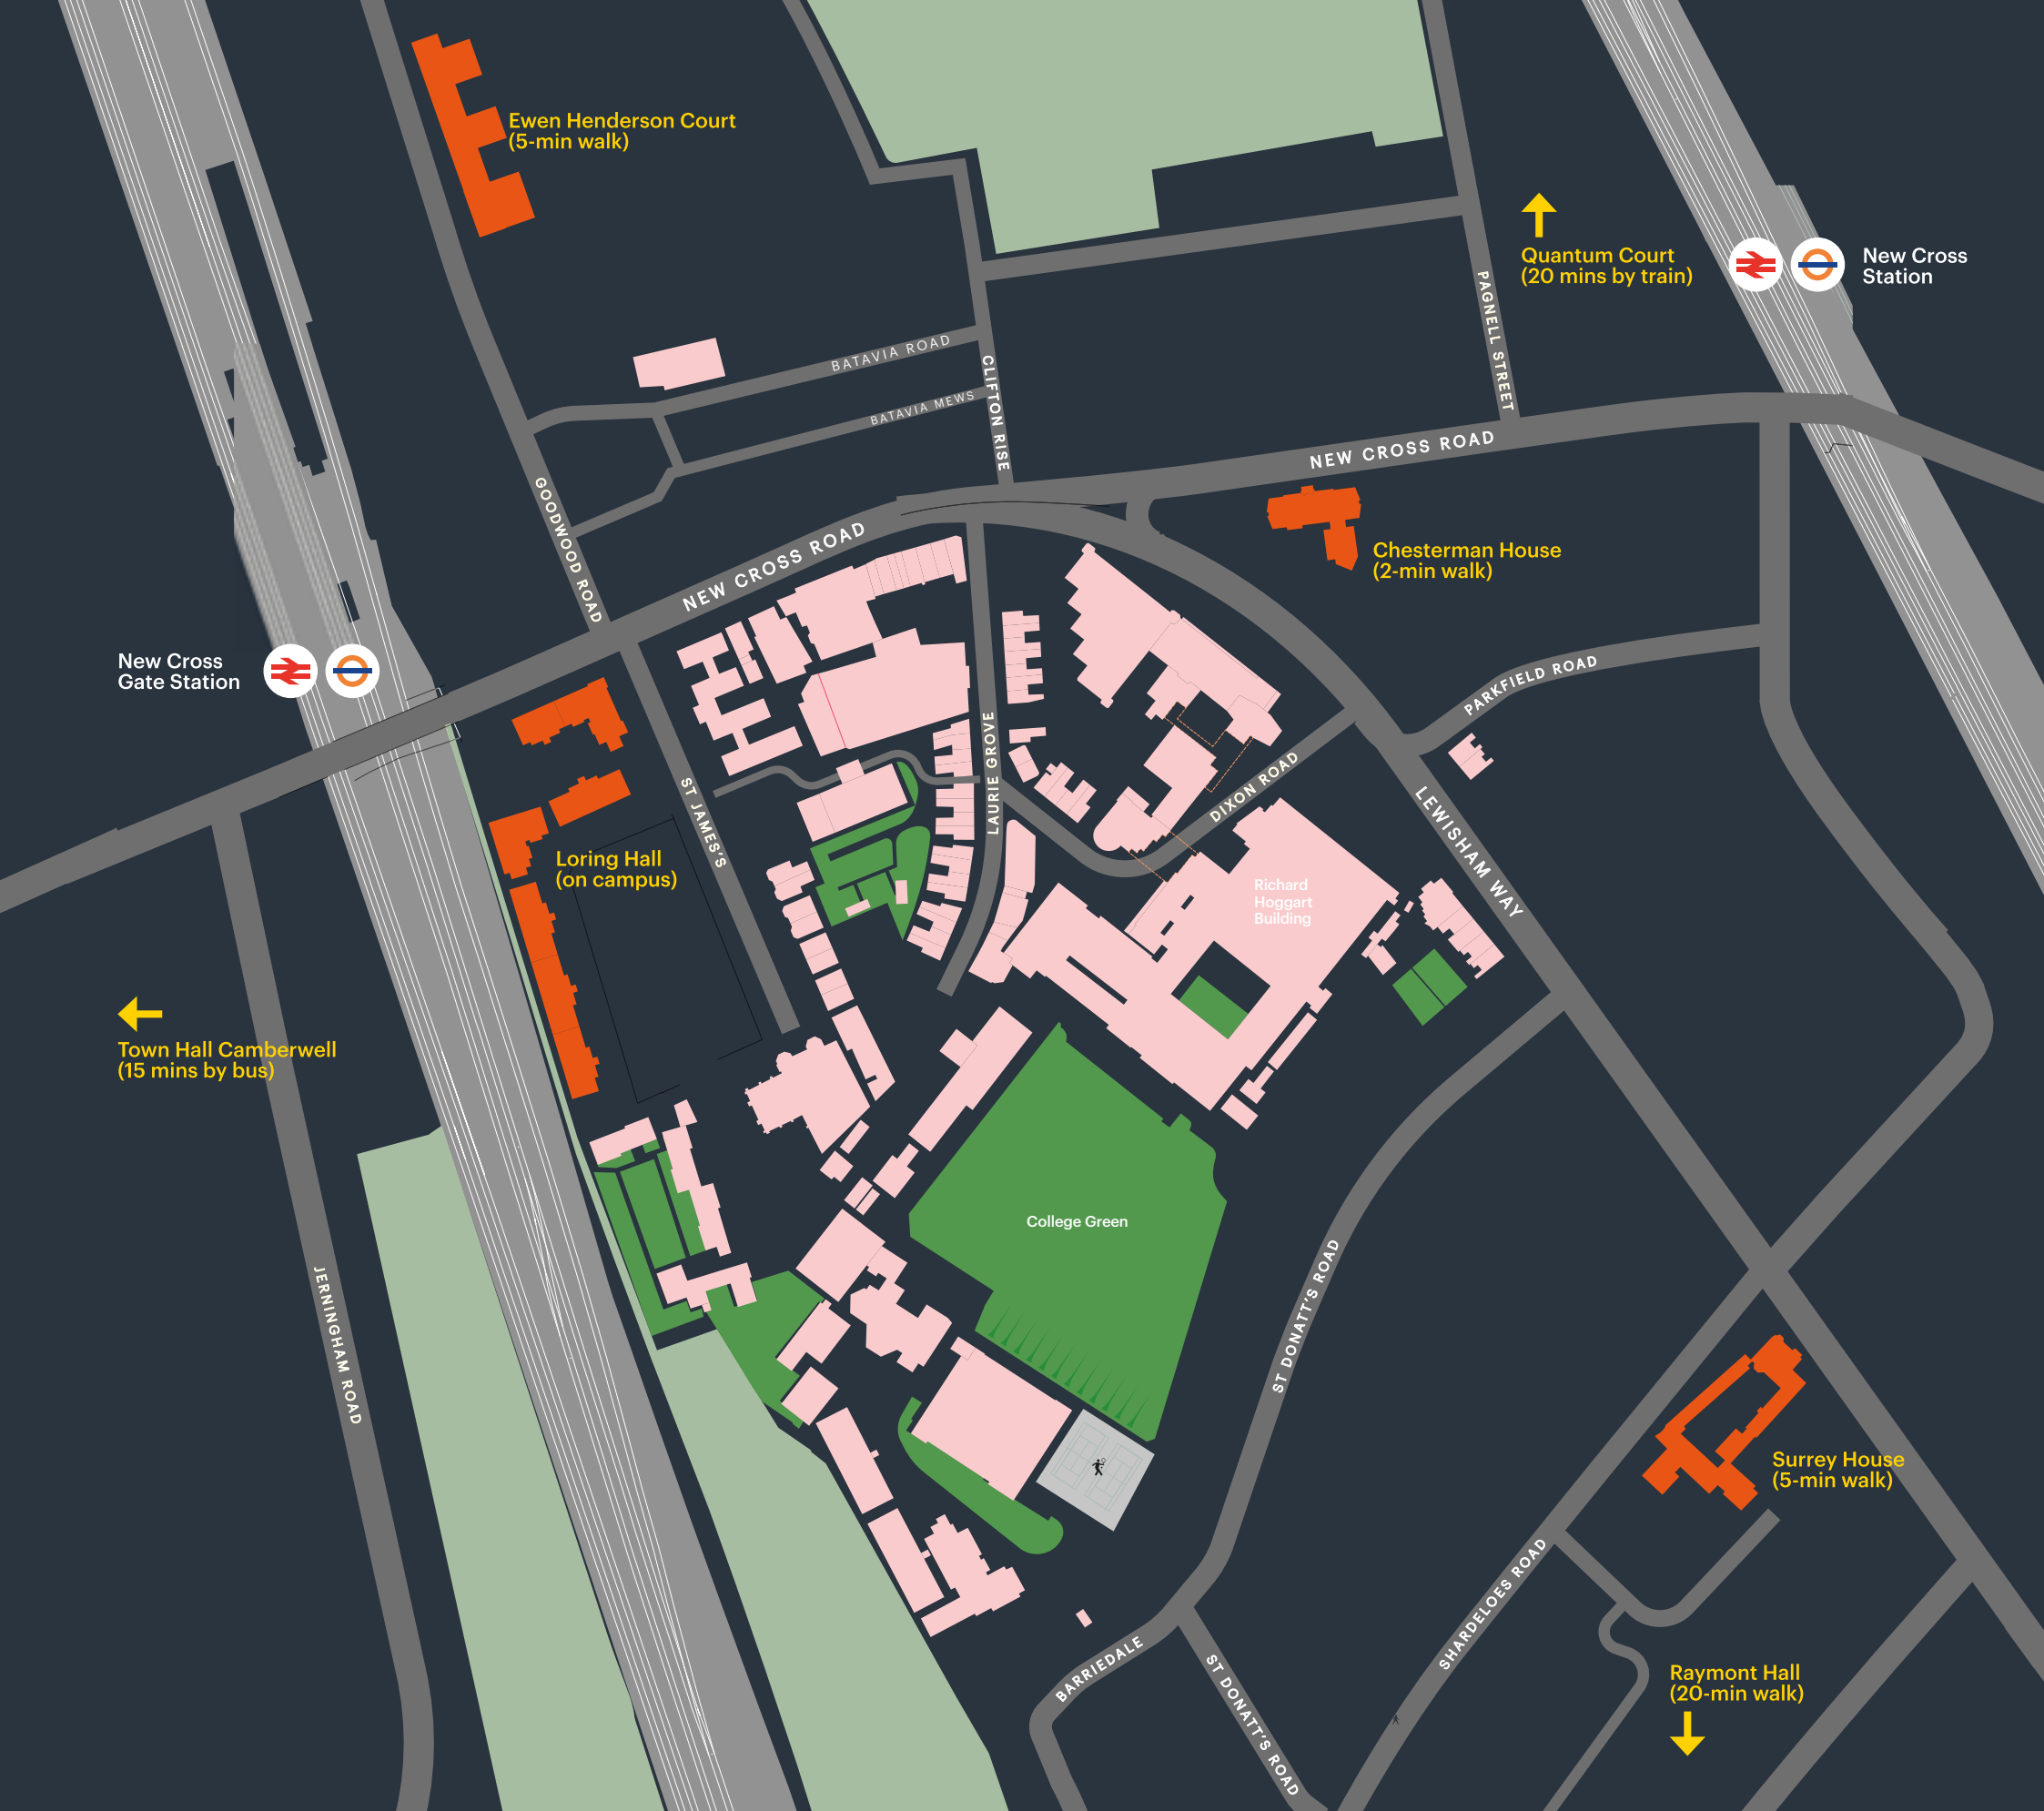 Ewen Henderson Court
(5-min walk)
Quantum Court
(20 mins by train)
New Cross
Station
PAGNELL STREET
BATAVIA ROAD
BATAVIA MEWS
CLIFTON RISE
NEW CROSS ROAD
GOODWOOD ROAD
NEW CROSS ROAD
Chesterman House
(2-min walk)
New Cross
Gate Station
PARKFIELD ROAD
ST JAMES'S
LAURIE GROVE
DIXON ROAD
LEWISHAM WAY
Loring Hall
(on campus)
Richard
Hoggart
Building
Town Hall Camberwell
(15 mins by bus)
College Green
JERNINGHAM ROAD
ST DONATT'S ROAD
Surrey House
(5-min walk)
SHARDELOES ROAD
BARRIEDALE
ST DONATT'S ROAD
Raymont Hall
(20-min walk)